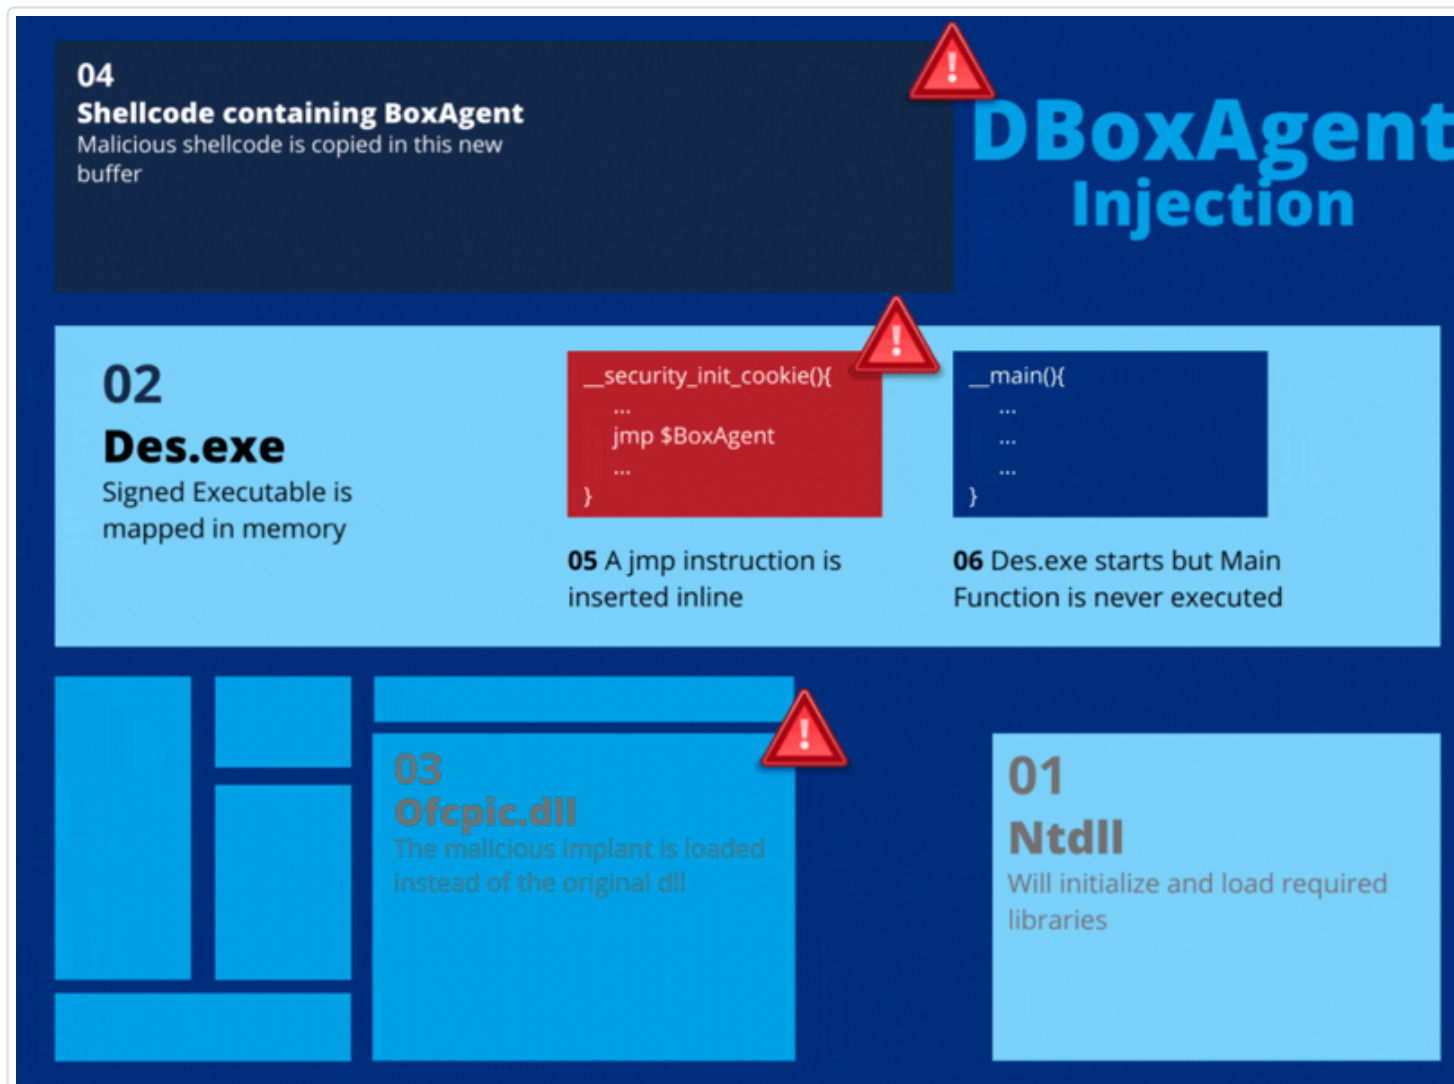 04
Shellcode containing BoxAgent
Malicious shellcode is copied in this new
buffer
DBoxAgent
Injection
02
Des.exe
Signed Executable is
mapped in memory
__security_init_cookie(){
...
jmp $BoxAgent
...
}
05 A jmp instruction is
inserted inline
__main(){
...
...
...
}
06 Des.exe starts but Main
Function is never executed
03
Ofcpic.dll
The malicious implant is loaded
instead of the original dll
01
Ntdll
Will initialize and load required
libraries